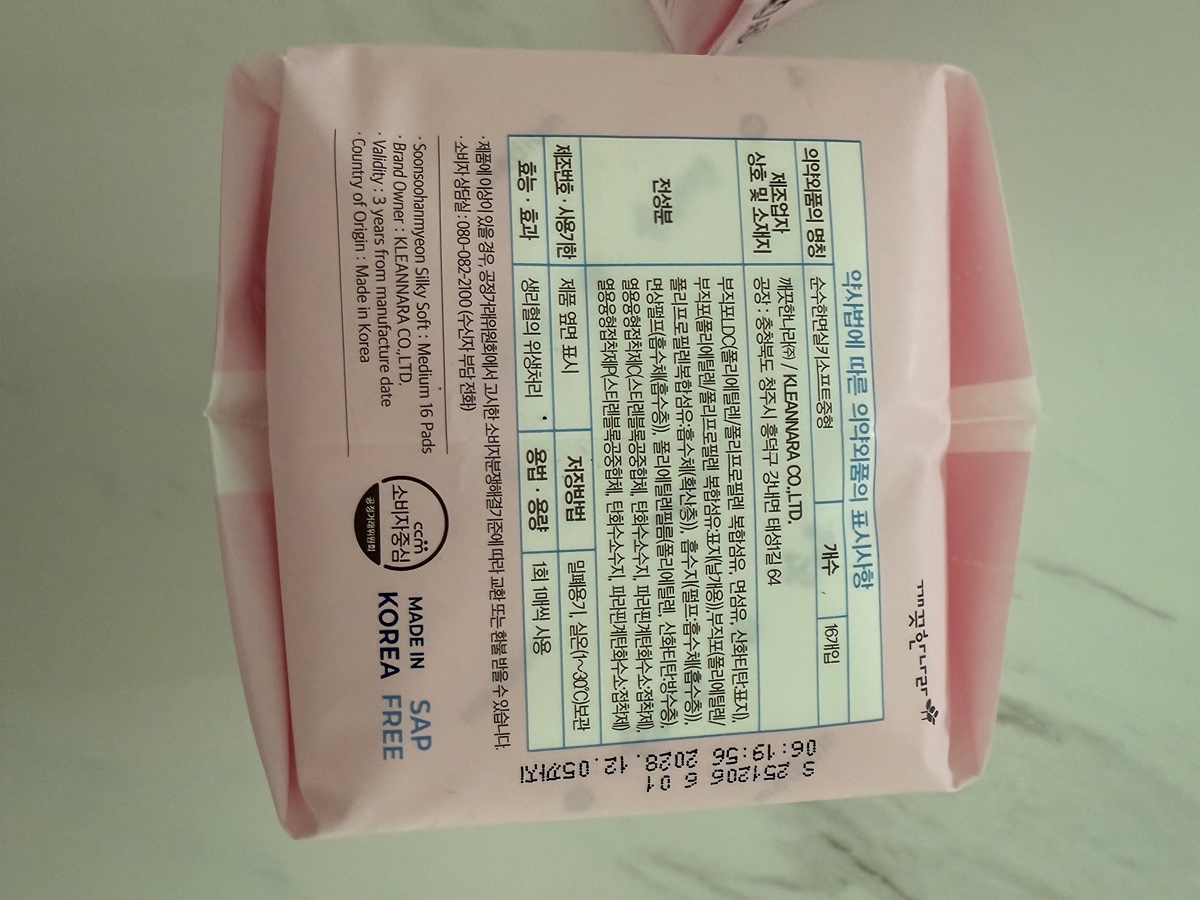 깨끗한나라
약사법에 따른 의약외품의 표시사항
의약외품의 명칭 순수한면실키소프트중형 개수 16개입
제조업자
상호 및 소재지
깨끗한나라㈜ / KLEANNARA CO.,LTD.
공장 : 충청북도 청주시 흥덕구 강내면 태성1길 64
전성분
부직포LDC(폴리에틸렌/폴리프로필렌 복합섬유, 면섬유, 산화티탄:표지),
부직포(폴리에틸렌/폴리프로필렌 복합섬유:표지(날개용)),부직포(폴리에틸렌/
폴리프로필렌복합섬유:흡수체(확산층)), 흡수지(펄프:흡수체(흡수층)),
면상펄프(흡수체(흡수층)), 폴리에틸렌필름(폴리에틸렌, 산화티탄:방수층),
열용융형접착제C(스티렌블록공중합체, 탄화수소수지, 파라핀계탄화수소:접착제),
열용융형접착제P(스티렌블록공중합체, 탄화수소수지, 파라핀계탄화수소:접착제)
제조번호 · 사용기한 제품 옆면 표시 저장방법 밀폐용기, 실온(1~30℃)보관
효능 · 효과 생리혈의 위생처리 용법 · 용량 1회 1매씩 사용
·제품에 이상이 있을 경우, 공정거래위원회에서 고시한 소비자분쟁해결기준에 따라 교환 또는 환불 받을 수 있습니다.
·소비자 상담실 : 080-082-2100 (수신자 부담 전화)
·Soonsoohanmyeon Silky Soft : Medium 16 Pads
·Brand Owner : KLEANNARA CO.,LTD.
·Validity : 3 years from manufacture date
·Country of Origin : Made in Korea
ccm
소비자중심
공정거래위원회
MADE IN
KOREA
SAP
FREE
S 251206 6 01
06:19:56 2028.12.05까지